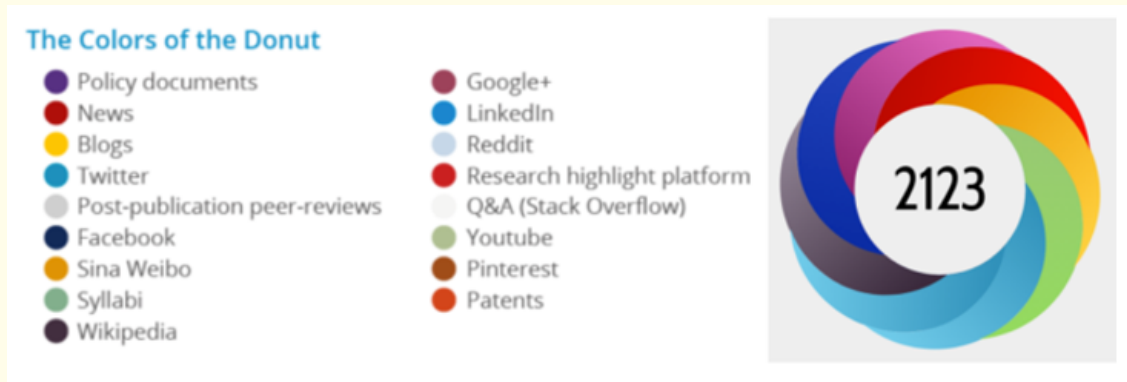 The Colors of the Donut
Policy documents
News
Blogs
Twitter
Post-publication peer-reviews
Facebook
Sina Weibo
Syllabi
Wikipedia
Google+
LinkedIn
Reddit
Research highlight platform
Q&A (Stack Overflow)
Youtube
Pinterest
Patents
2123